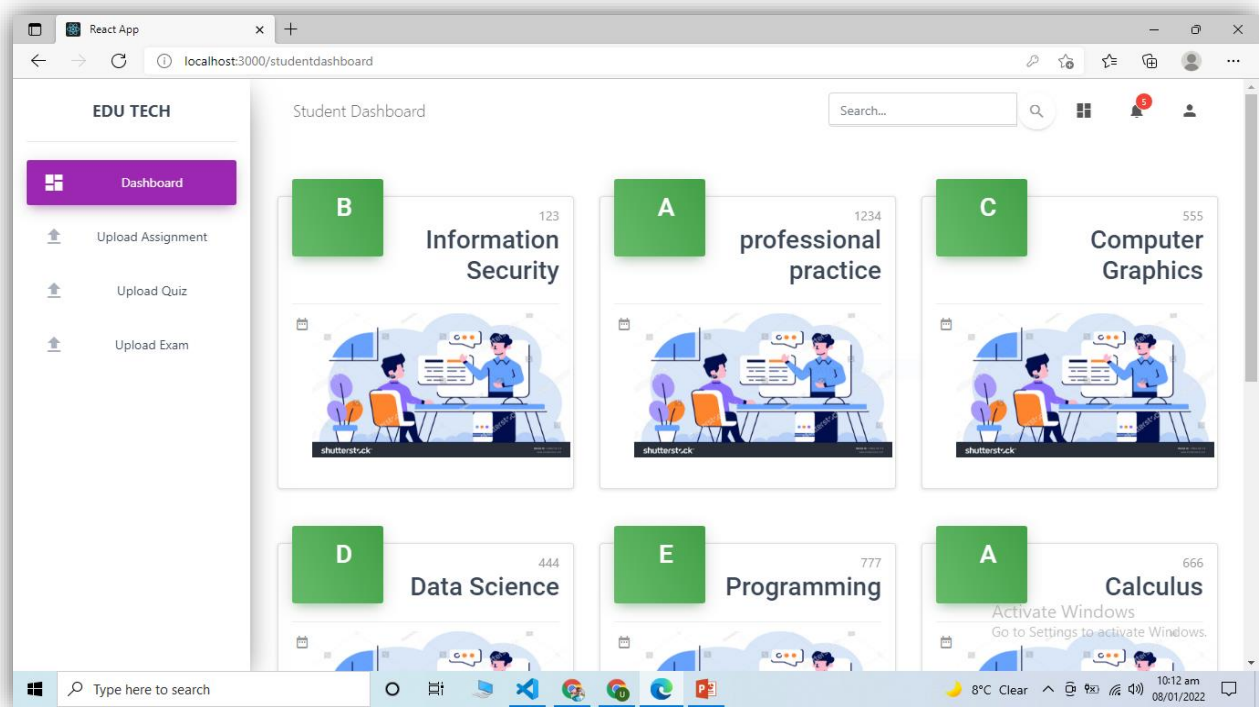 React App
localhost:3000/studentdashboard
EDU TECH
Student Dashboard
Search...
5
Dashboard
Upload Assignment
Upload Quiz
Upload Exam
B
123
Information
Security
shutterstock
A
1234
professional
practice
shutterstock
C
555
Computer
Graphics
shutterstock
D
444
Data Science
E
777
Programming
A
666
Calculus
Activate Windows
Go to Settings to activate Windows.
Type here to search
8°C Clear
10:12 am
08/01/2022